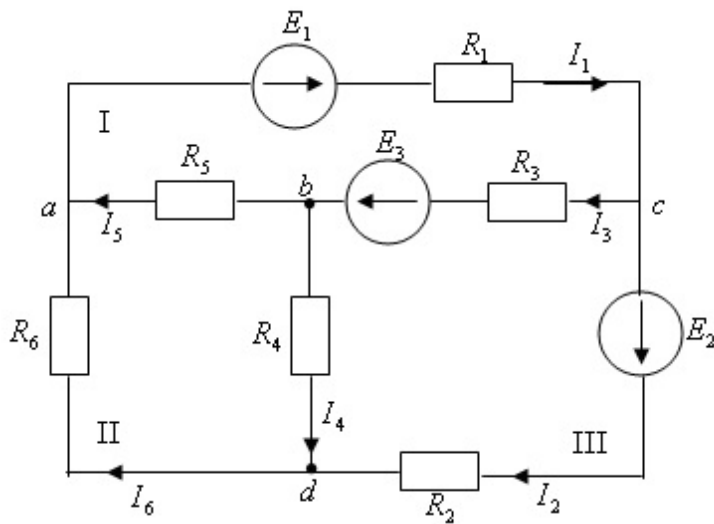 E₁ R₁ I₁
I
R₅ E₃ R₃
a b c
I₅ I₃
R₆ R₄ E₂
I₄
II III
I₆ d R₂ I₂